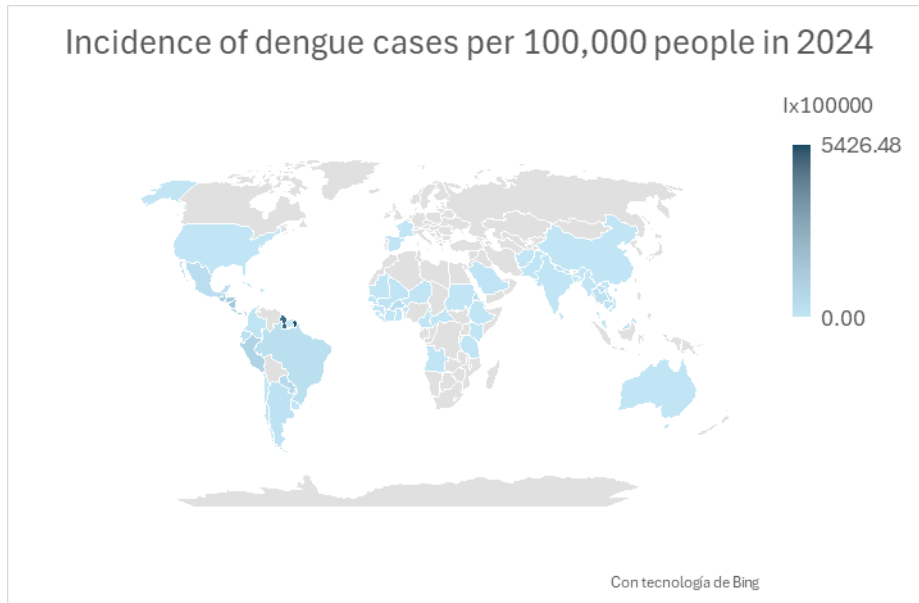 Incidence of dengue cases per 100,000 people in 2024
Ix100000
5426.48
0.00
Con tecnología de Bing